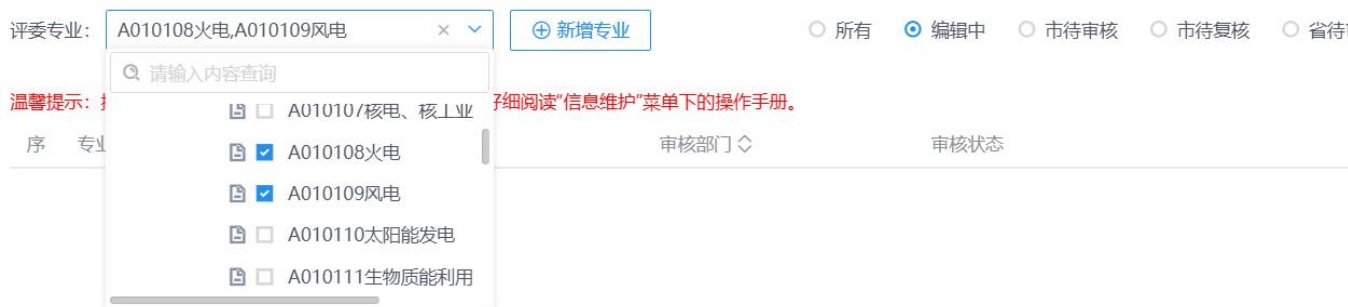 评委专业： A010108火电,A010109风电 新增专业 所有 编辑中 市待审核 市待复核 省待
请输入内容查询
温馨提示： 仔细阅读“信息维护”菜单下的操作手册。
A010107核电、核工业
序 专业 审核部门 审核状态
A010108火电
A010109风电
A010110太阳能发电
A010111生物质能利用